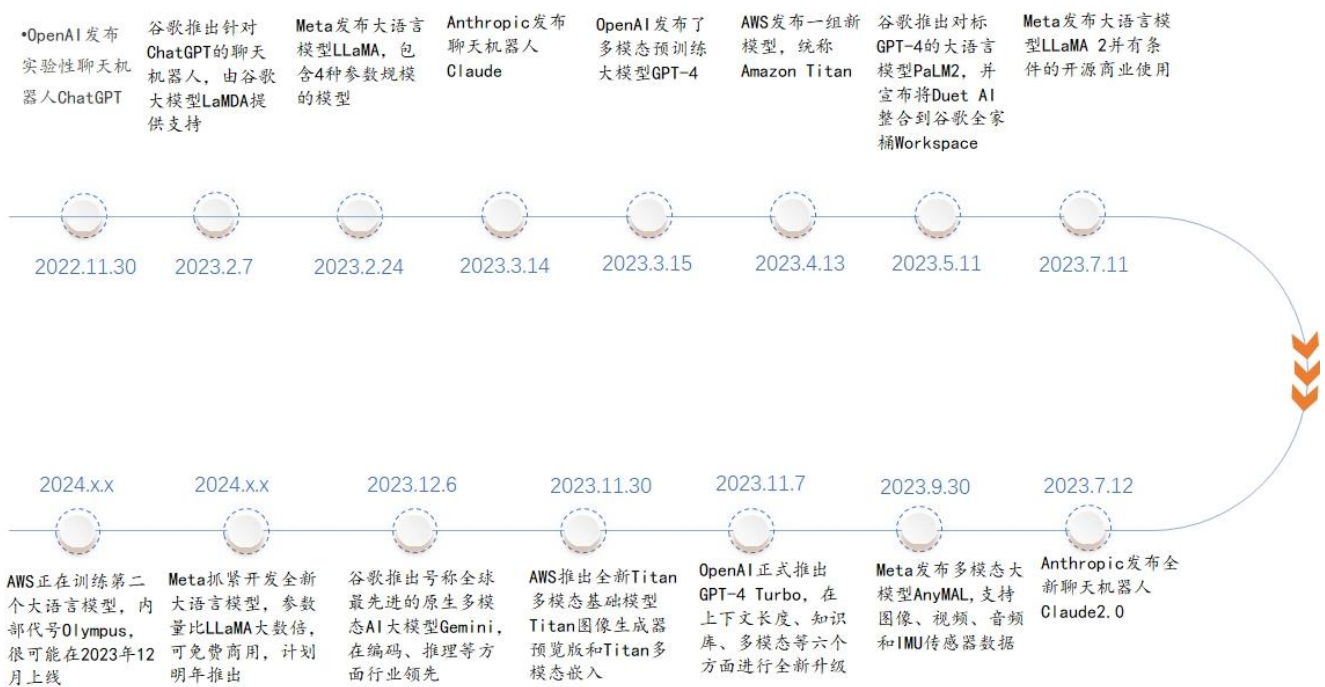 •OpenAI发布
实验性聊天机
器人ChatGPT
谷歌推出针对
ChatGPT的聊天
机器人，由谷歌
大模型LaMDA提
供支持
Meta发布大语言
模型LLaMA，包
含4种参数规模
的模型
Anthropic发布
聊天机器人
Claude
OpenAI发布了
多模态预训练
大模型GPT-4
AWS发布一组新
模型，统称
Amazon Titan
谷歌推出对标
GPT-4的大语言
模型PaLM2，并
宣布将Duet AI
整合到谷歌全家
桶Workspace
Meta发布大语言模
型LLaMA 2并有条
件的开源商业使用
2022.11.30
2023.2.7
2023.2.24
2023.3.14
2023.3.15
2023.4.13
2023.5.11
2023.7.11
2024.x.x
2024.x.x
2023.12.6
2023.11.30
2023.11.7
2023.9.30
2023.7.12
AWS正在训练第二
个大语言模型，内
部代号Olympus，
很可能在2023年12
月上线
Meta抓紧开发全新
大语言模型，参数
量比LLaMA大数倍，
可免费商用，计划
明年推出
谷歌推出号称全球
最先进的原生多模
态AI大模型Gemini，
在编码、推理等方
面行业领先
AWS推出全新Titan
多模态基础模型
Titan图像生成器
预览版和Titan多
模态嵌入
OpenAI正式推出
GPT-4 Turbo，在
上下文长度、知识
库、多模态等六个
方面进行全新升级
Meta发布多模态大
模型AnyMAL,支持
图像、视频、音频
和IMU传感器数据
Anthropic发布全
新聊天机器人
Claude2.0